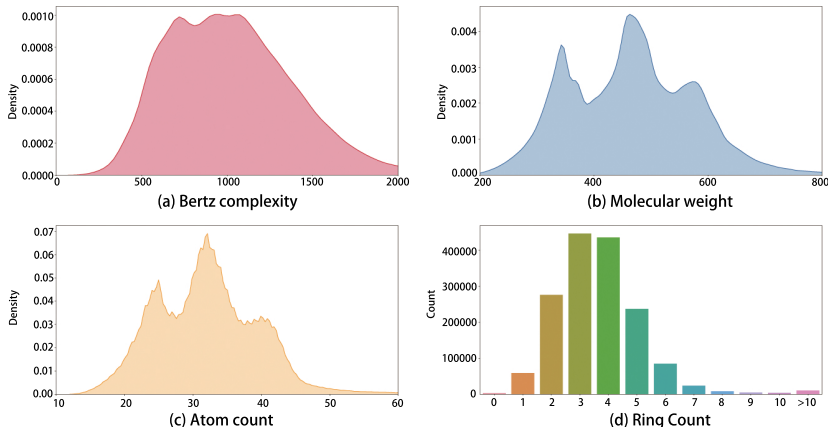 0.0010
0.0008
0.0006
0.0004
0.0002
0.0000
Density
0 500 1000 1500 2000
(a) Bertz complexity
0.004
0.003
0.002
0.001
0.000
Density
200 400 600 800
(b) Molecular weight
0.07
0.06
0.05
0.04
0.03
0.02
0.01
0.00
Density
10 20 30 40 50 60
(c) Atom count
400000
300000
200000
100000
0
Count
0 1 2 3 4 5 6 7 8 9 10 >10
(d) Ring Count